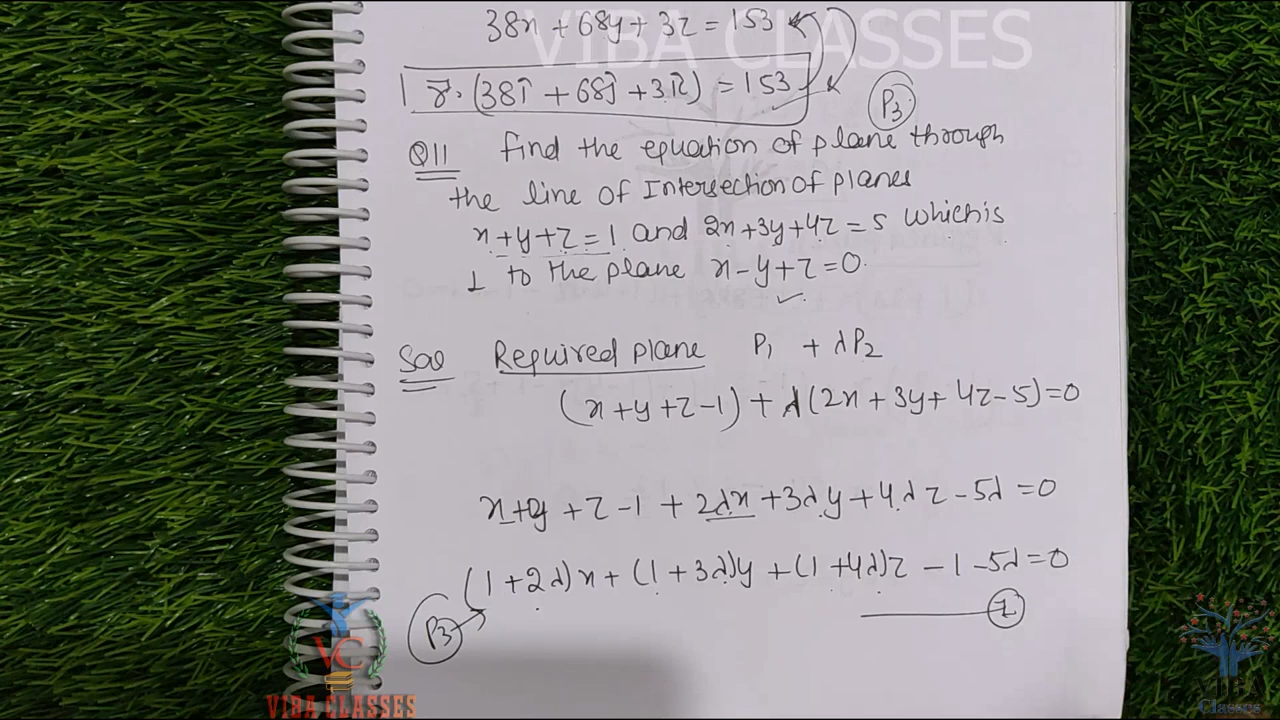 38x + 68y + 3z = 153
VIBA CLASSES
r⃗. (38î + 68ĵ + 3k̂) = 153
P3
Q11 find the equation of plane through
the line of Intersection of planes
x + y + z = 1 and 2x + 3y + 4z = 5 which is
⊥ to the plane x - y + z = 0.
Soo Required plane P₁ + λP₂
(x + y + z - 1) + λ(2x + 3y + 4z - 5) = 0
x + y + z - 1 + 2λx + 3λy + 4λz - 5λ = 0
(1 + 2λ)x + (1 + 3λ)y + (1 + 4λ)z - 1 - 5λ = 0
1
P3
VC
VIBA CLASSES
VIBA
Classes